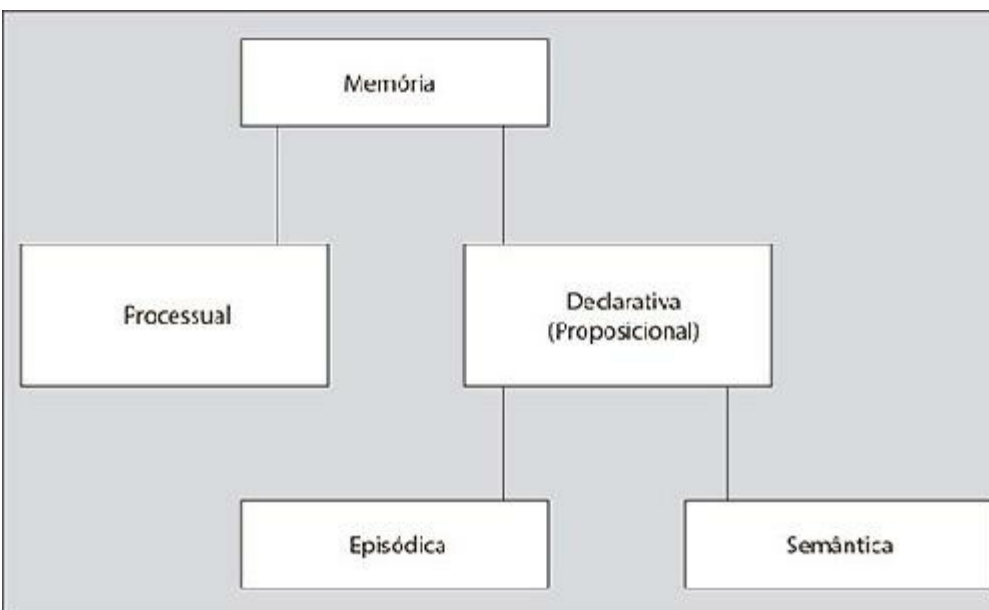 Memória
Processual
Declarativa
(Proposicional)
Episódica
Semântica